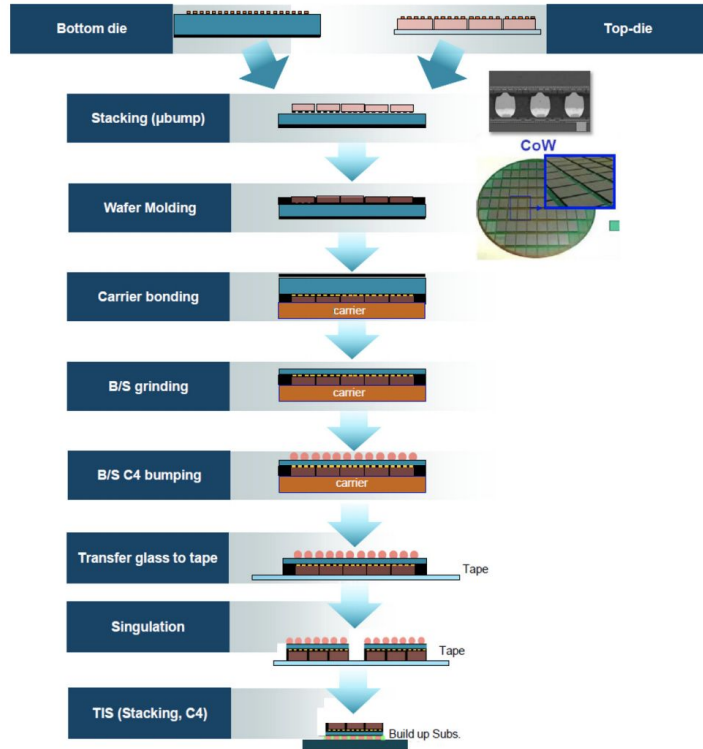 Bottom die
Top-die
Stacking (μbump)
CoW
Wafer Molding
Carrier bonding
carrier
B/S grinding
carrier
B/S C4 bumping
carrier
Transfer glass to tape
Tape
Singulation
Tape
TIS (Stacking, C4)
Build up Subs.